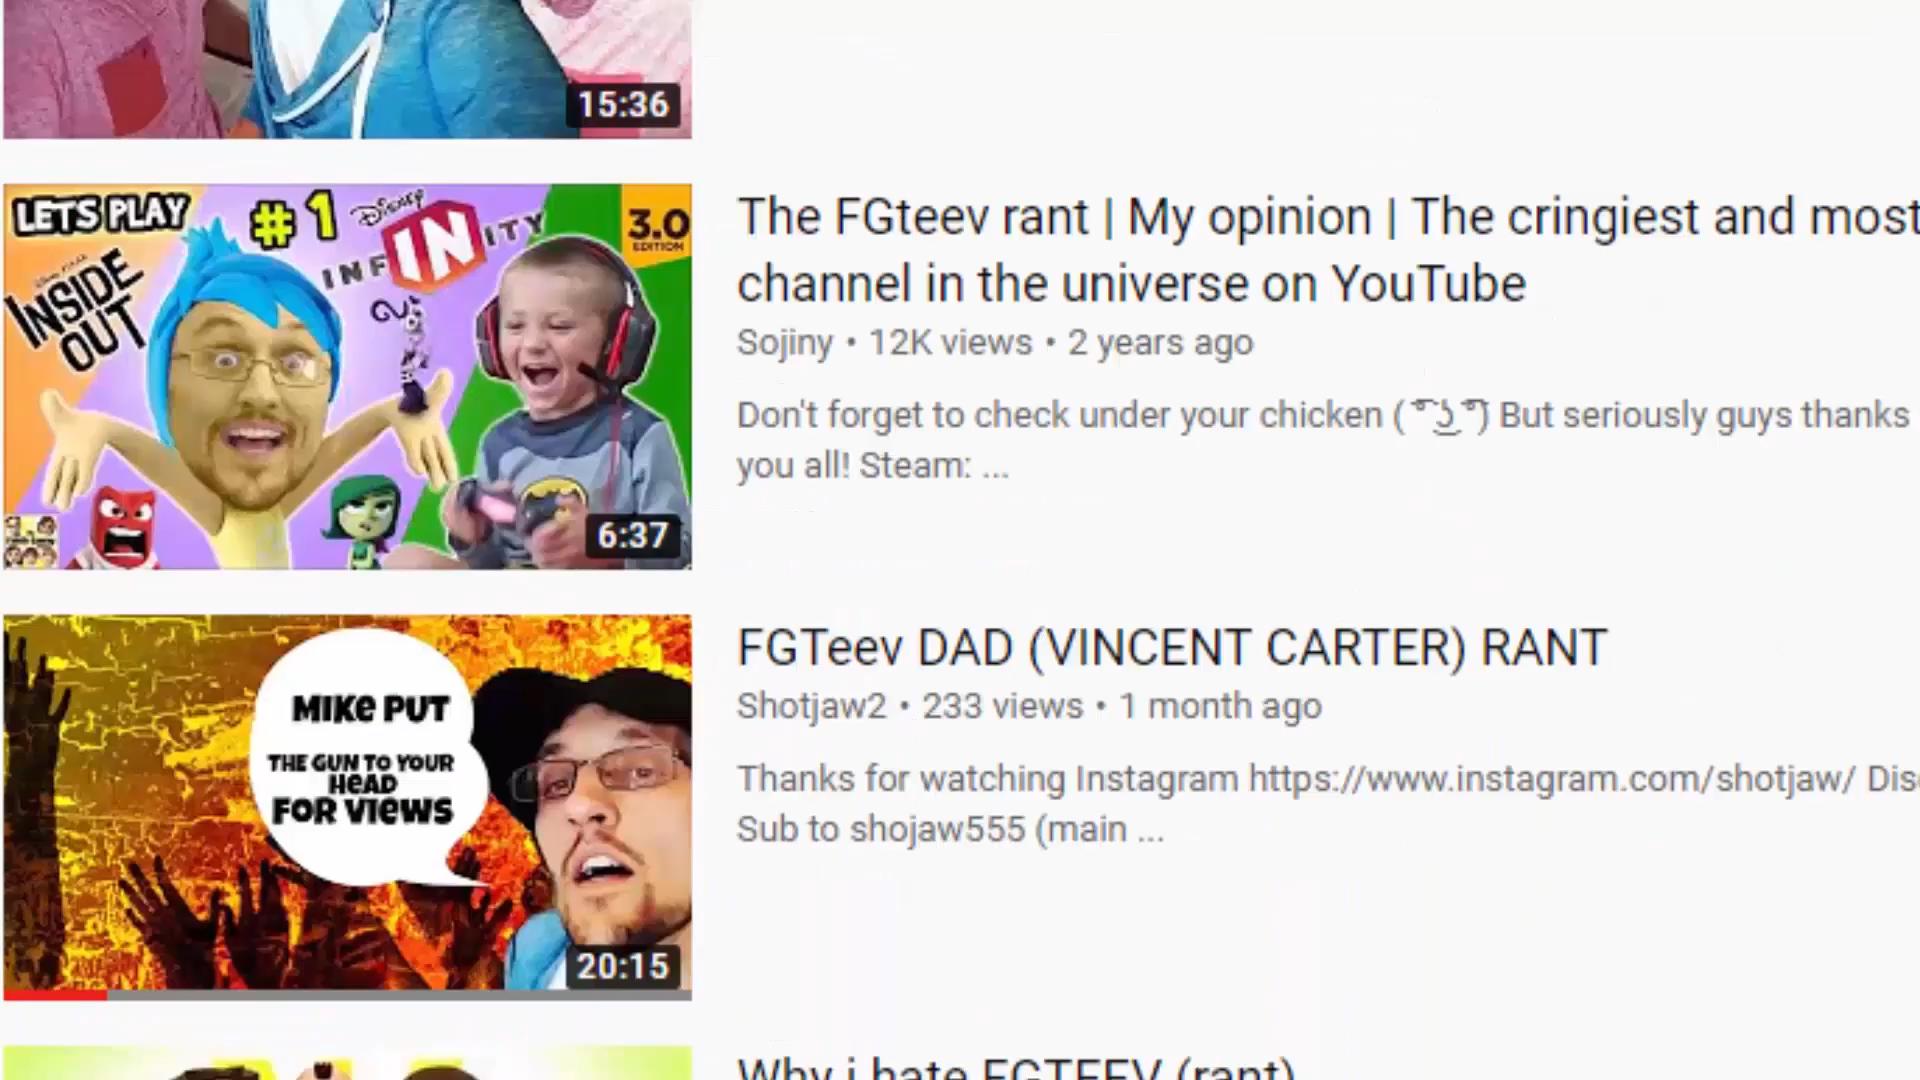 15:36
LETS PLAY
#1
Disney
INFINITY
3.0
EDITION
INSIDE
OUT
6:37
The FGteev rant | My opinion | The cringiest and most
channel in the universe on YouTube
Sojiny • 12K views • 2 years ago
Don't forget to check under your chicken ( ͡° ͜ʖ ͡°) But seriously guys thanks
you all! Steam: ...
MIKE PUT
THE GUN TO YOUR
HEAD
FOR VIEWS
20:15
FGTeev DAD (VINCENT CARTER) RANT
Shotjaw2 • 233 views • 1 month ago
Thanks for watching Instagram https://www.instagram.com/shotjaw/ Dis
Sub to shojaw555 (main ...
Why i hate FGTEEV (rant)